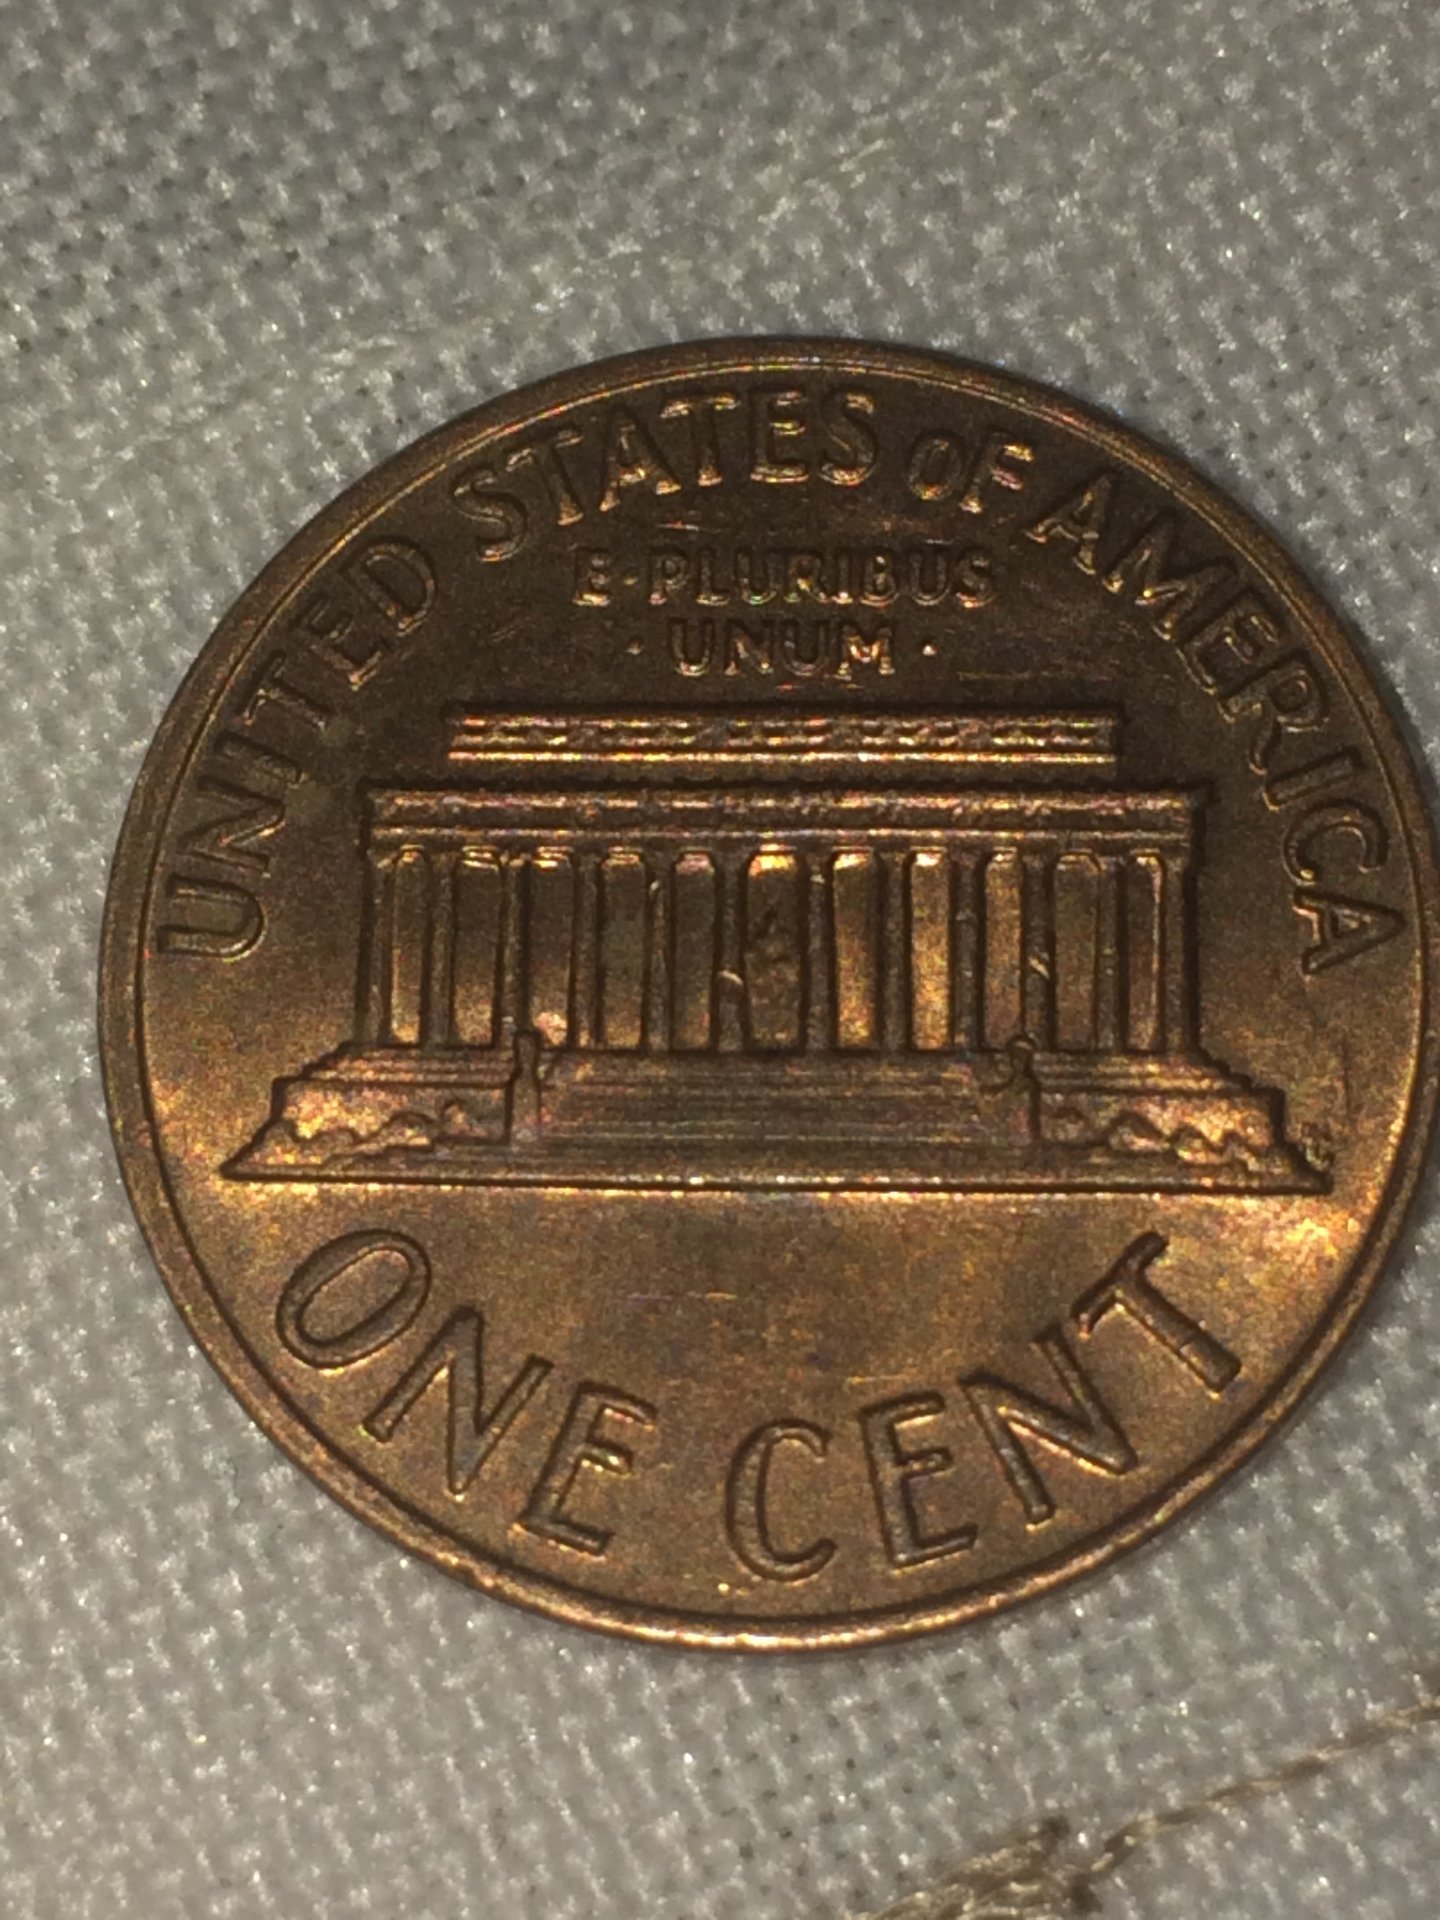 UNITED STATES OF AMERICA
E·PLURIBUS
·UNUM·
ONE CENT